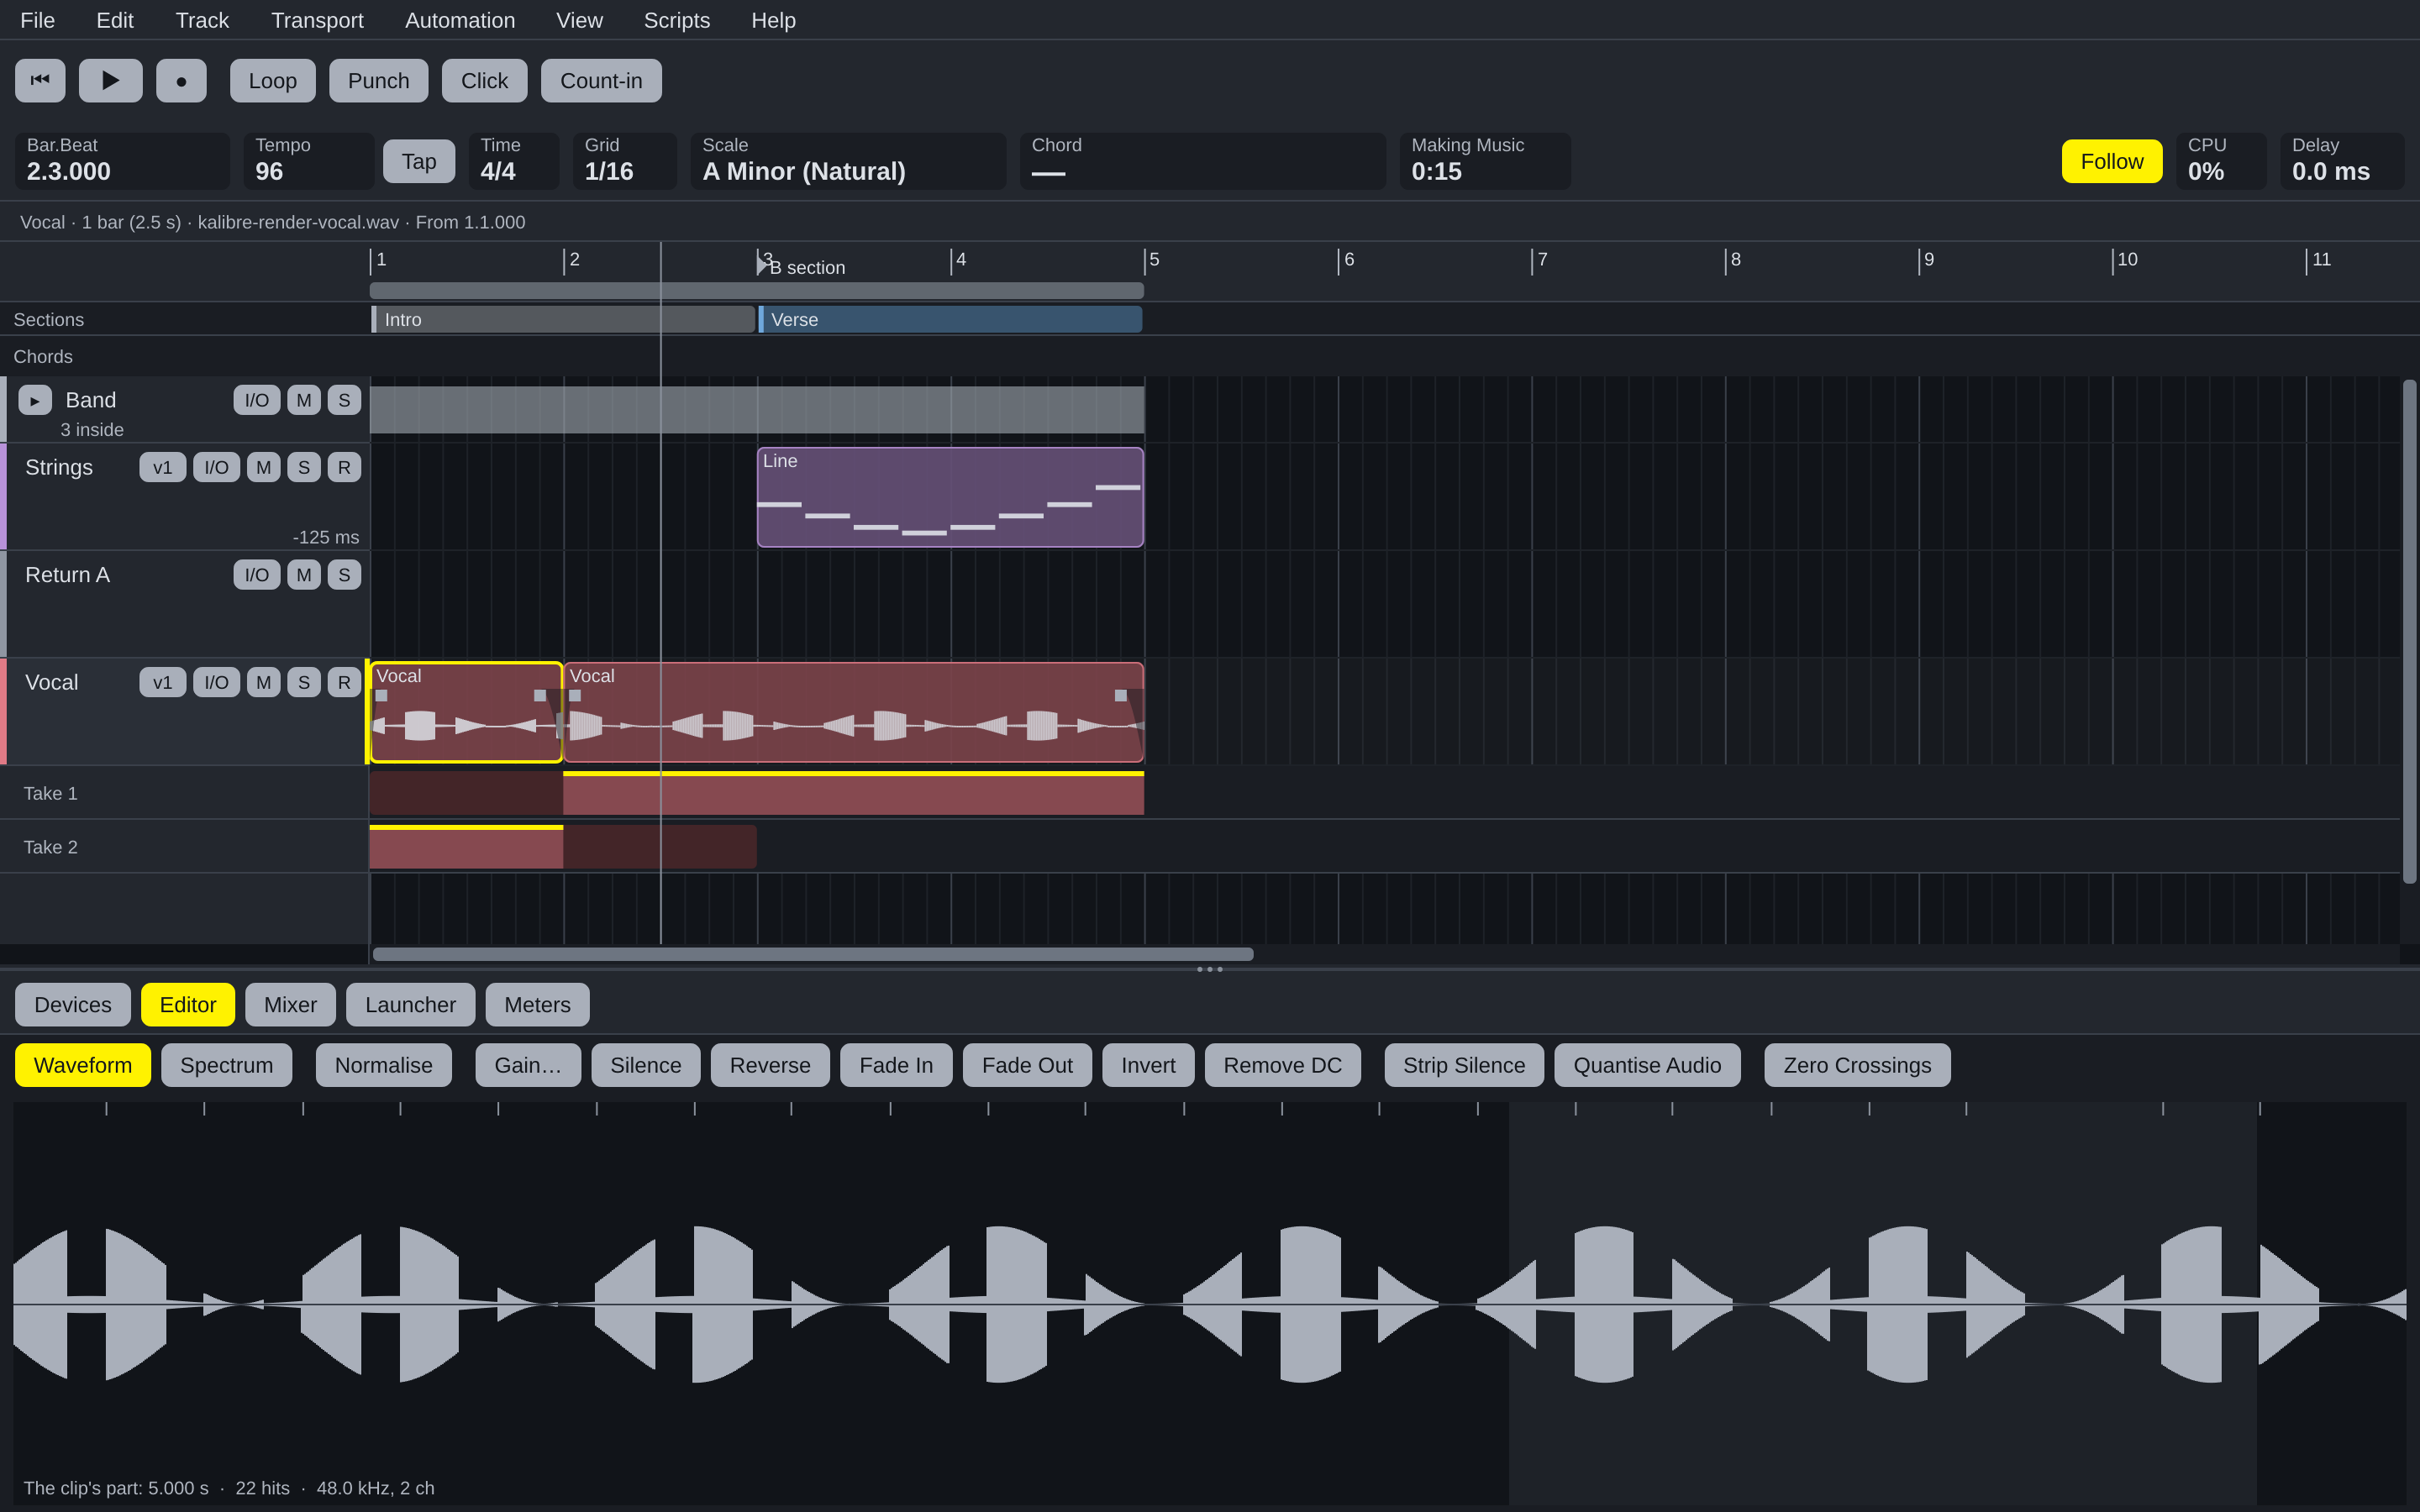 File Edit Track Transport Automation View Scripts Help
Loop Punch Click Count-in
Bar.Beat Tempo Time Grid Scale Chord Making Music CPU Delay
2.3.000 96 Tap 4/4 1/16 A Minor (Natural) — 0:15 Follow 0% 0.0 ms
Vocal · 1 bar (2.5 s) · kalibre-render-vocal.wav · From 1.1.000
1 2 3 4 5 6 7 8 9 10 11
B section
Sections Intro Verse
Chords
Band I/O M S
3 inside
Strings v1 I/O M S R Line
-125 ms
Return A I/O M S
Vocal v1 I/O M S R Vocal Vocal
Take 1
Take 2
Devices Editor Mixer Launcher Meters
Waveform Spectrum Normalise Gain… Silence Reverse Fade In Fade Out Invert Remove DC Strip Silence Quantise Audio Zero Crossings
The clip's part: 5.000 s · 22 hits · 48.0 kHz, 2 ch